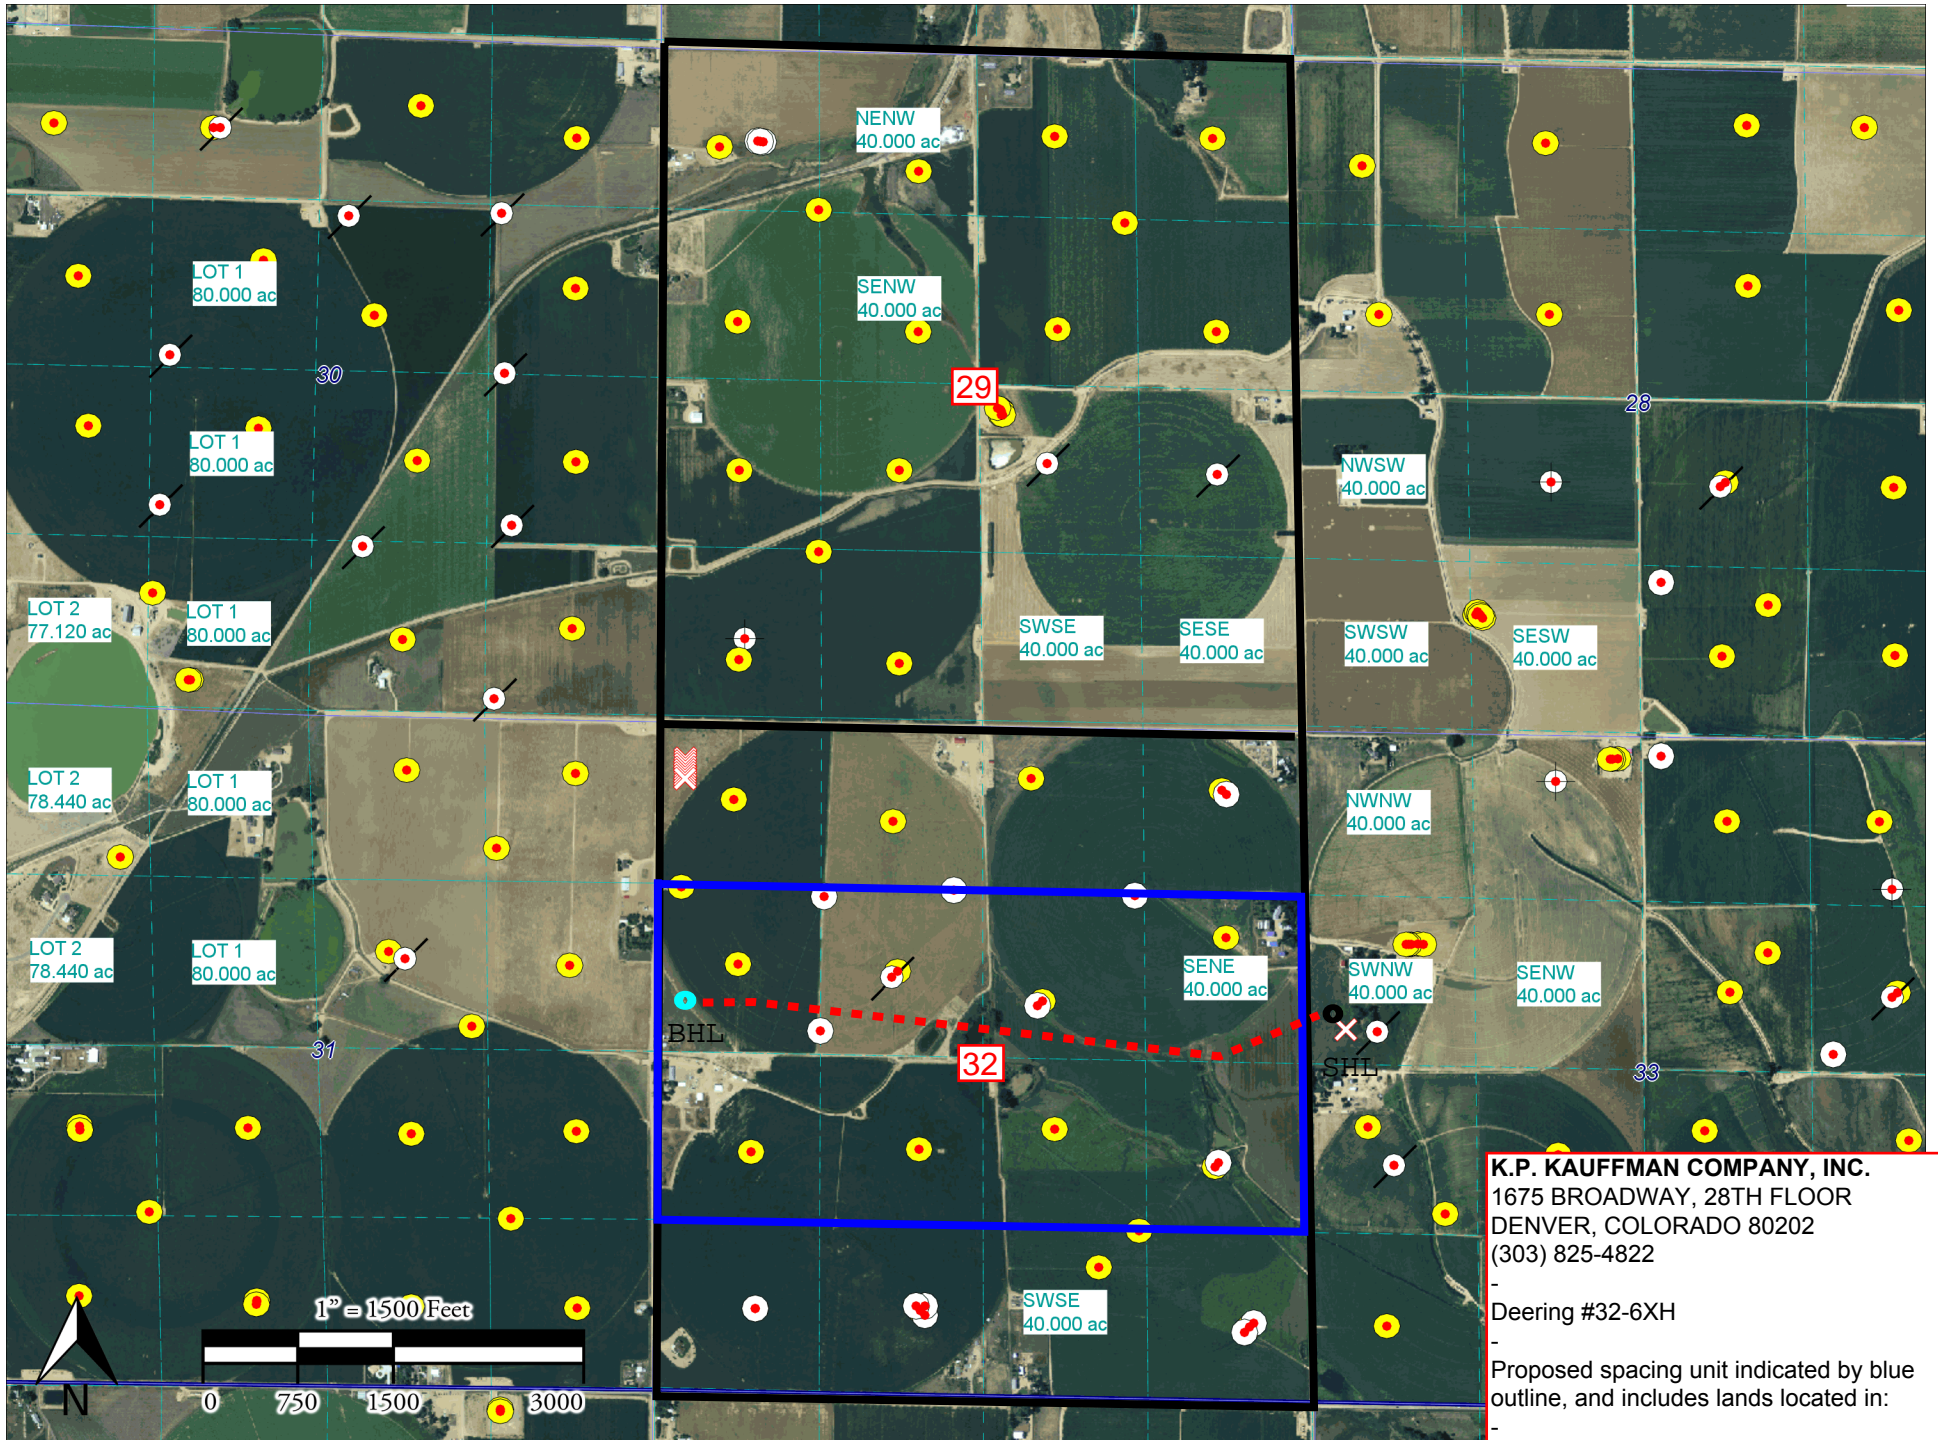 NENW
40.000 ac
LOT 1
80.000 ac
SENW
40.000 ac
30
29
28
LOT 1
80.000 ac
NWSW
40.000 ac
LOT 2
77.120 ac
LOT 1
80.000 ac
SWSE
40.000 ac
SESE
40.000 ac
SWSW
40.000 ac
SESW
40.000 ac
LOT 2
78.440 ac
LOT 1
80.000 ac
NWNW
40.000 ac
LOT 2
78.440 ac
LOT 1
80.000 ac
SENE
40.000 ac
SWNW
40.000 ac
SENW
40.000 ac
BHL
31
32
SHL
33
SWSE
40.000 ac
1" = 1500 Feet
0 750 1500 3000
N
K.P. KAUFFMAN COMPANY, INC.
1675 BROADWAY, 28TH FLOOR
DENVER, COLORADO 80202
(303) 825-4822
-
Deering #32-6XH
-
Proposed spacing unit indicated by blue
outline, and includes lands located in:
-